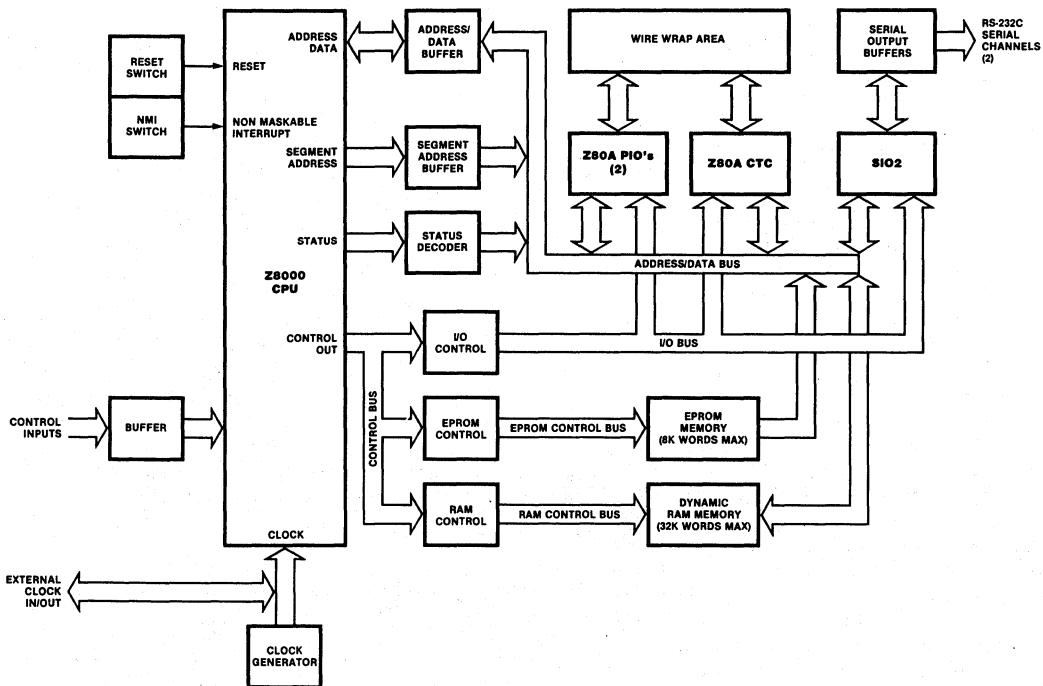 ADDRESS
DATA
ADDRESS/
DATA
BUFFER
WIRE WRAP AREA
SERIAL
OUTPUT
BUFFERS
RS-232C
SERIAL
CHANNELS
(2)
RESET
SWITCH
RESET
NMI
SWITCH
NON MASKABLE
INTERRUPT
SEGMENT
ADDRESS
SEGMENT
ADDRESS
BUFFER
Z80A PIO's
(2)
Z80A CTC
SIO2
STATUS
STATUS
DECODER
Z8000
CPU
ADDRESS/DATA BUS
CONTROL
OUT
I/O
CONTROL
I/O BUS
CONTROL BUS
CONTROL
INPUTS
BUFFER
EPROM
CONTROL
EPROM CONTROL BUS
EPROM
MEMORY
(8K WORDS MAX)
RAM
CONTROL
RAM CONTROL BUS
DYNAMIC
RAM MEMORY
(32K WORDS MAX)
CLOCK
EXTERNAL
CLOCK
IN/OUT
CLOCK
GENERATOR